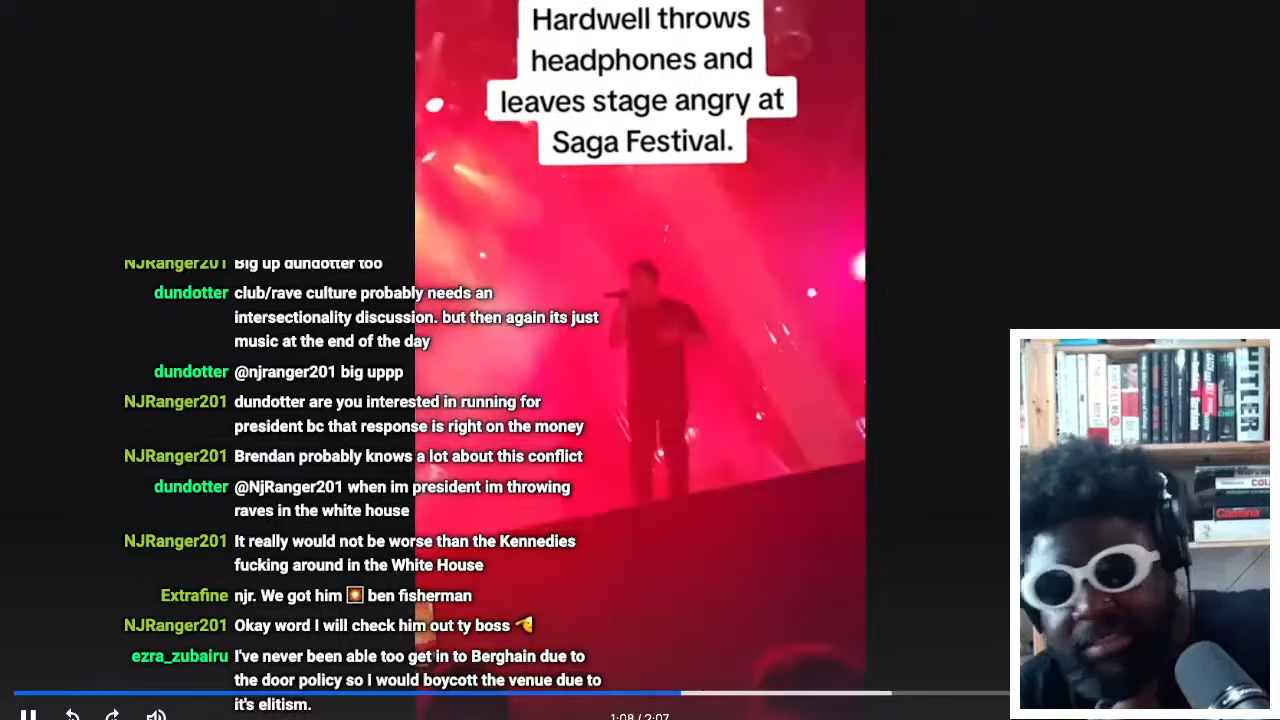 Hardwell throws
headphones and
leaves stage angry at
Saga Festival.
NJRanger201 Big up dundotter too
dundotter club/rave culture probably needs an
intersectionality discussion. but then again its just
music at the end of the day
dundotter @njranger201 big uppp
NJRanger201 dundotter are you interested in running for
president bc that response is right on the money
NJRanger201 Brendan probably knows a lot about this conflict
dundotter @NjRanger201 when im president im throwing
raves in the white house
NJRanger201 It really would not be worse than the Kennedies
fucking around in the White House
Extrafine njr. We got him 💥 ben fisherman
NJRanger201 Okay word I will check him out ty boss 🫡
ezra_zubairu I've never been able too get in to Berghain due to
the door policy so I would boycott the venue due to
it's elitism.
1:08 / 2:07
HITLER
Cassina